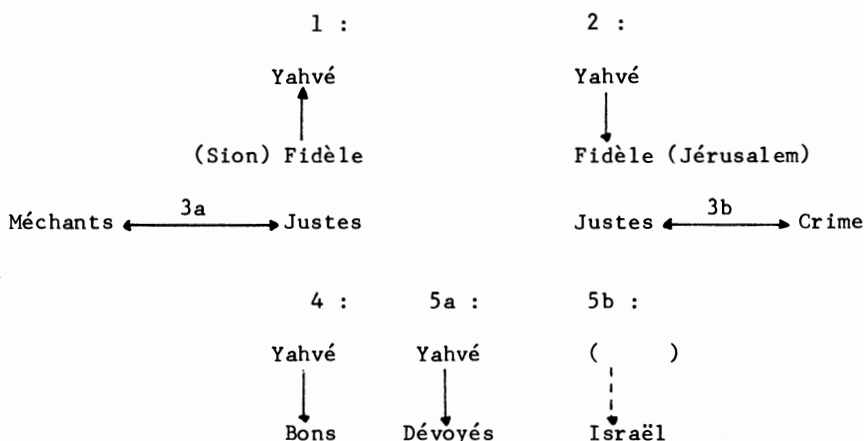 1 : 2 :
Yahvé Yahvé
(Sion) Fidèle Fidèle (Jérusalem)
Méchants 3a Justes Justes 3b Crime
4 : 5a : 5b :
Yahvé Yahvé ( )
Bons Dévoyés Israël